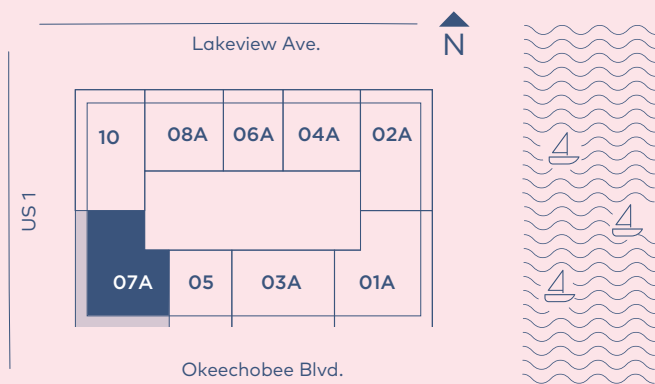 Lakeview Ave.
N
US 1
10 08A 06A 04A 02A
07A 05 03A 01A
Okeechobee Blvd.